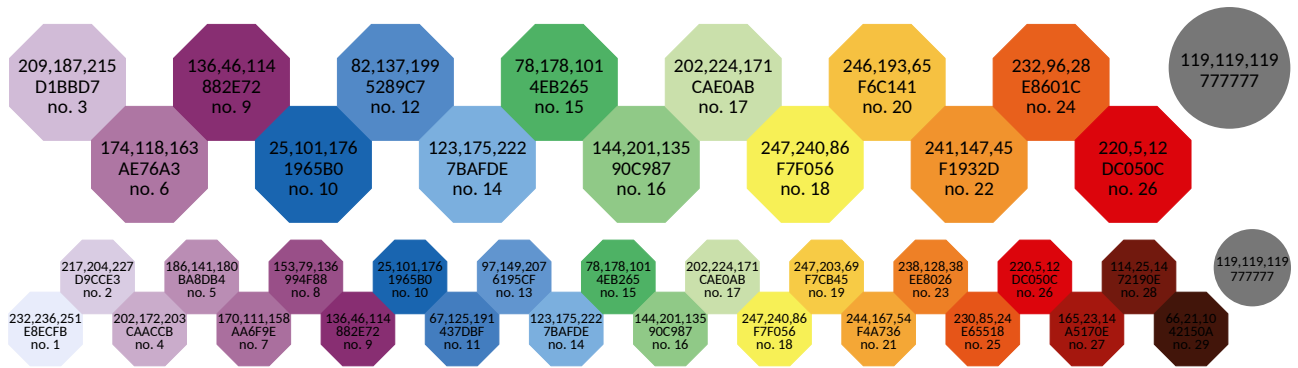 209,187,215
D1BBD7
no. 3
136,46,114
882E72
no. 9
82,137,199
5289C7
no. 12
78,178,101
4EB265
no. 15
202,224,171
CAE0AB
no. 17
246,193,65
F6C141
no. 20
232,96,28
E8601C
no. 24
119,119,119
777777
174,118,163
AE76A3
no. 6
25,101,176
1965B0
no. 10
123,175,222
7BAFDE
no. 14
144,201,135
90C987
no. 16
247,240,86
F7F056
no. 18
241,147,45
F1932D
no. 22
220,5,12
DC050C
no. 26
217,204,227
D9CCE3
no. 2
186,141,180
BA8DB4
no. 5
153,79,136
994F88
no. 8
25,101,176
1965B0
no. 10
97,149,207
6195CF
no. 13
78,178,101
4EB265
no. 15
202,224,171
CAE0AB
no. 17
247,203,69
F7CB45
no. 19
238,128,38
EE8026
no. 23
220,5,12
DC050C
no. 26
114,25,14
72190E
no. 28
119,119,119
777777
232,236,251
E8ECFB
no. 1
202,172,203
CAACCB
no. 4
170,111,158
AA6F9E
no. 7
136,46,114
882E72
no. 9
67,125,191
437DBF
no. 11
123,175,222
7BAFDE
no. 14
144,201,135
90C987
no. 16
247,240,86
F7F056
no. 18
244,167,54
F4A736
no. 21
230,85,24
E65518
no. 25
165,23,14
A5170E
no. 27
66,21,10
42150A
no. 29